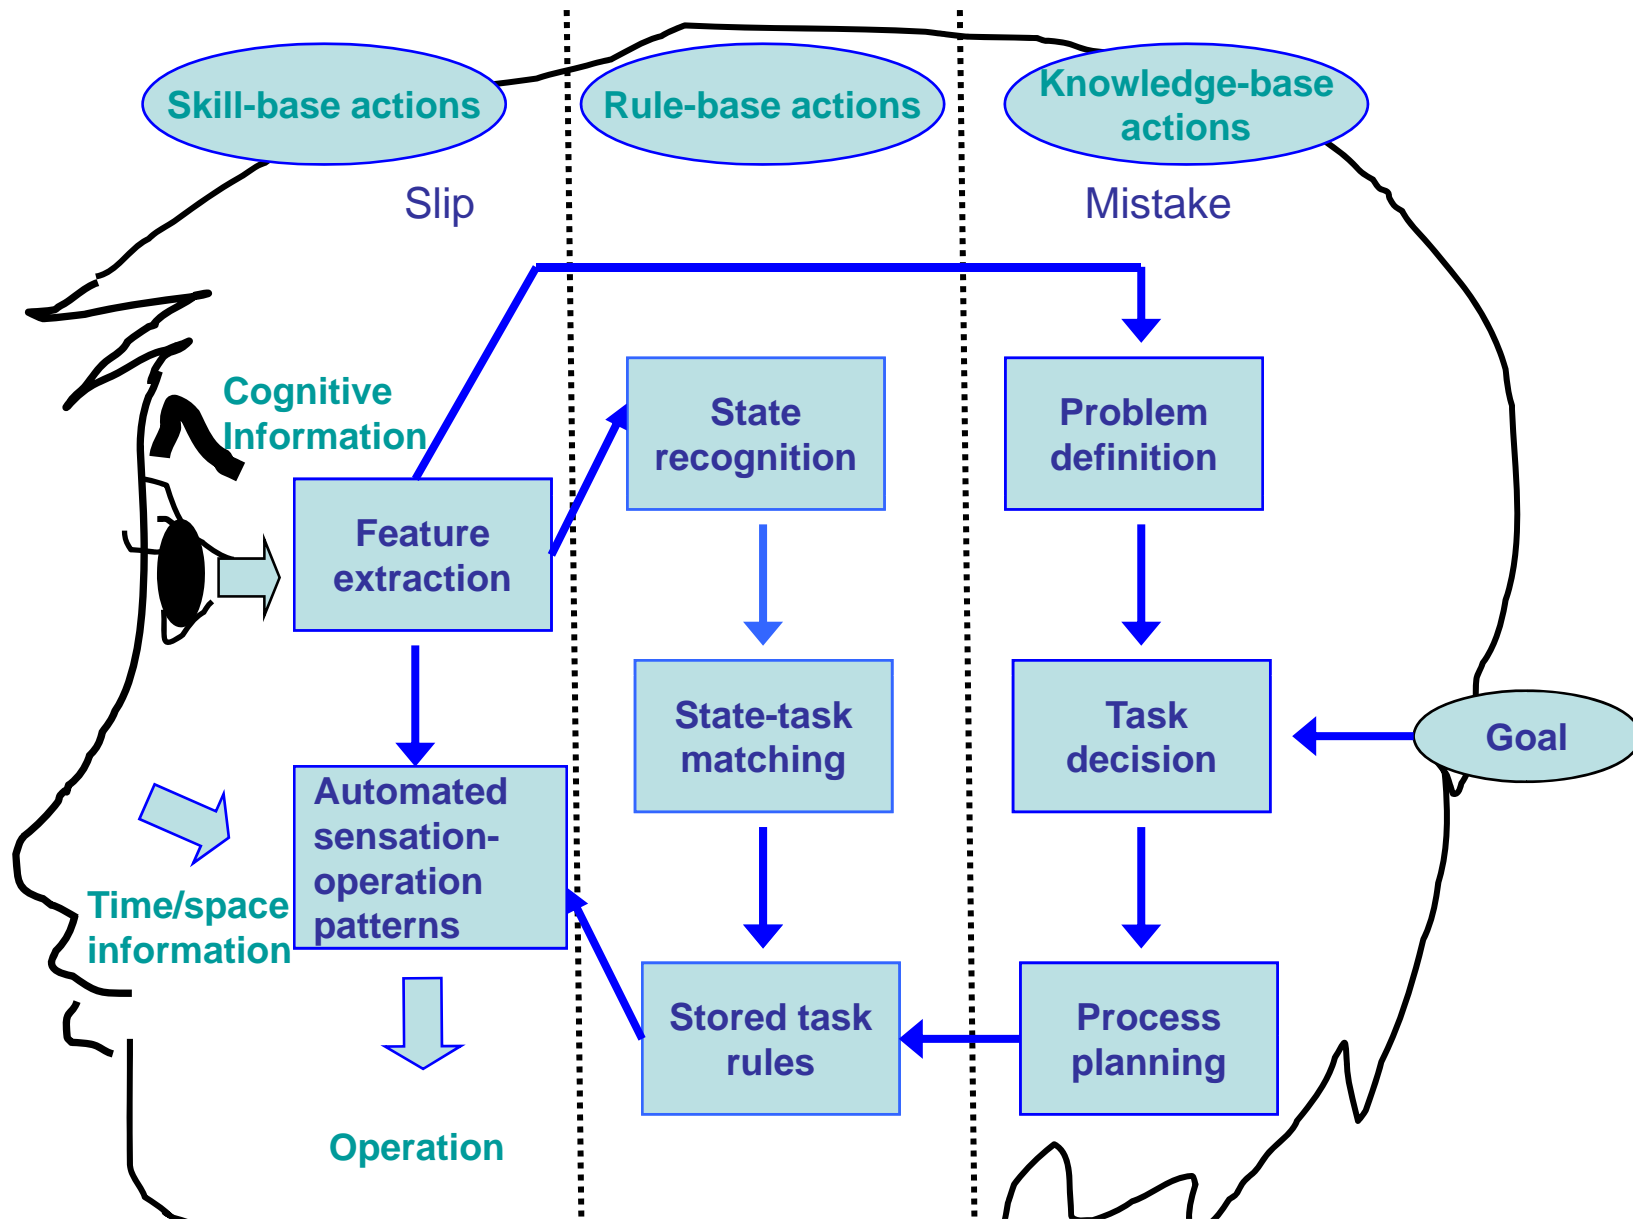 Skill-base actions
Rule-base actions
Knowledge-base
actions
Slip
Mistake
Cognitive
Information
State
recognition
Problem
definition
Feature
extraction
State-task
matching
Task
decision
Goal
Automated
sensation-
operation
patterns
Time/space
information
Stored task
rules
Process
planning
Operation